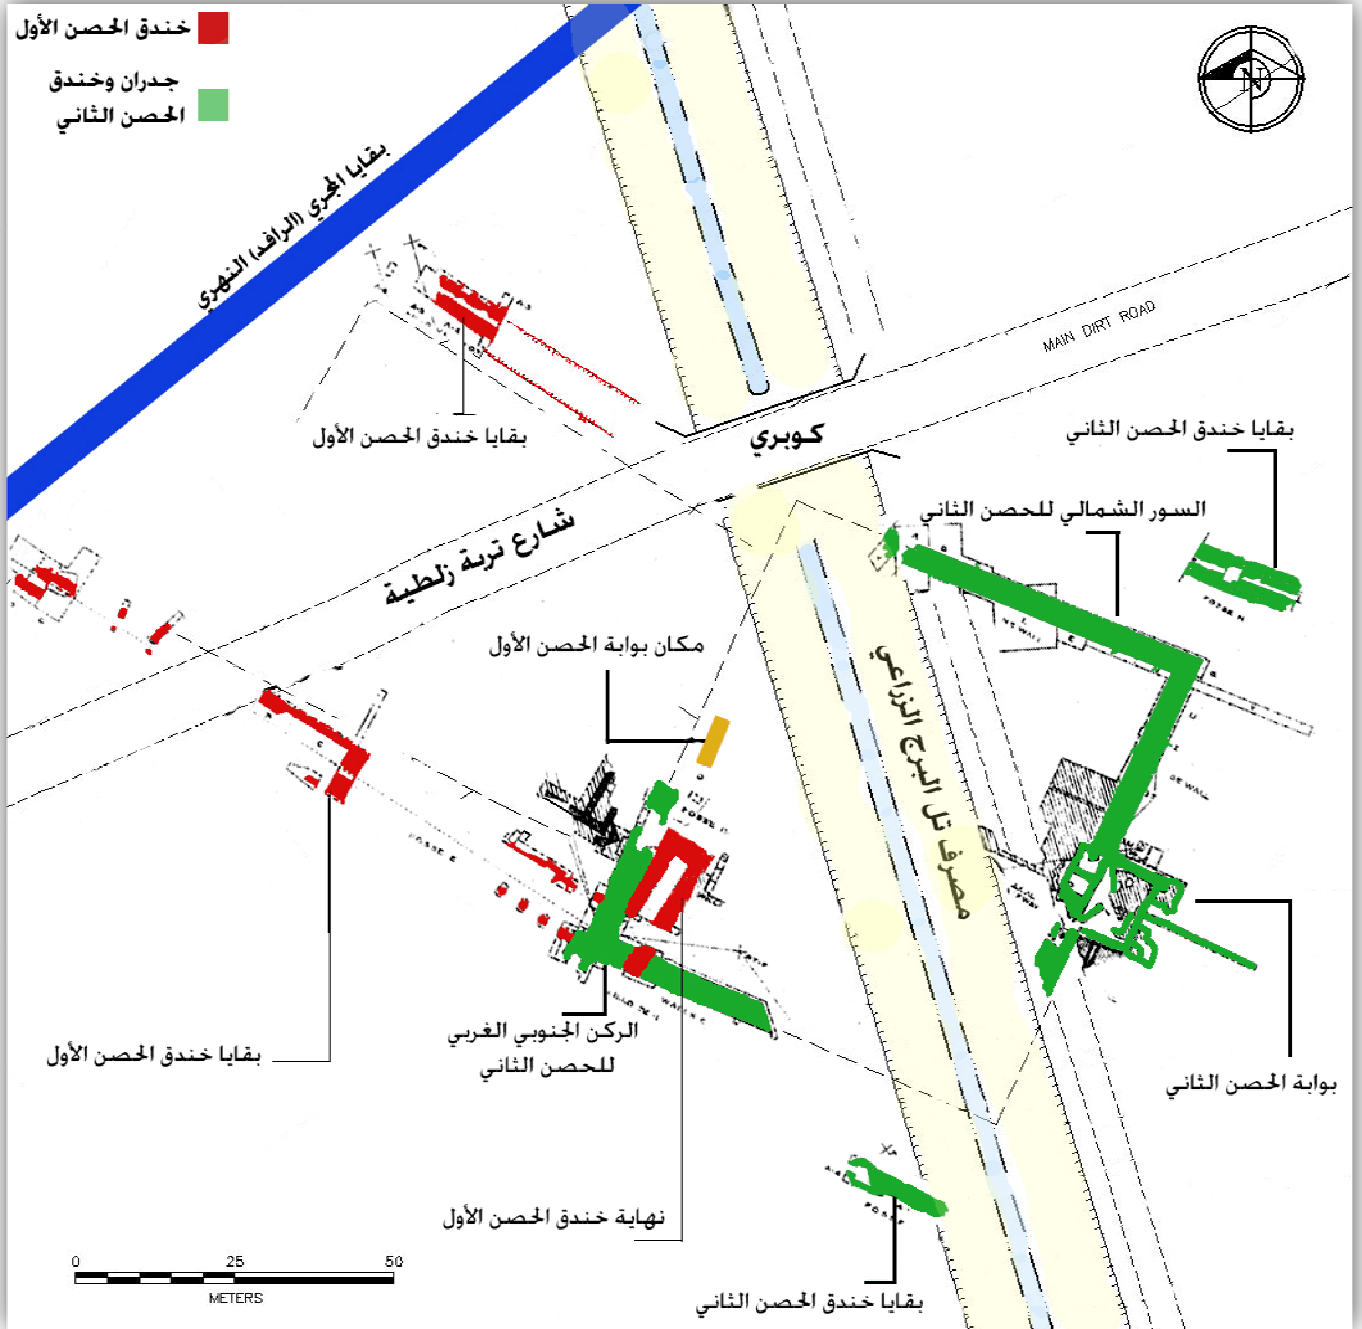 خندق الحصن الأول
جدران وخندق
الحصن الثاني
N
بقايا المجري (الرافد) النهري
MAIN DIRT ROAD
بقايا خندق الحصن الأول
كوبري
بقايا خندق الحصن الثاني
السور الشمالي للحصن الثاني
شارع تربة زلطية
مكان بوابة الحصن الأول
مصرف تل البرج الزراعي
الركن الجنوبي الغربي
للحصن الثاني
بقايا خندق الحصن الأول
بوابة الحصن الثاني
نهاية خندق الحصن الأول
بقايا خندق الحصن الثاني
0 25 50
METERS